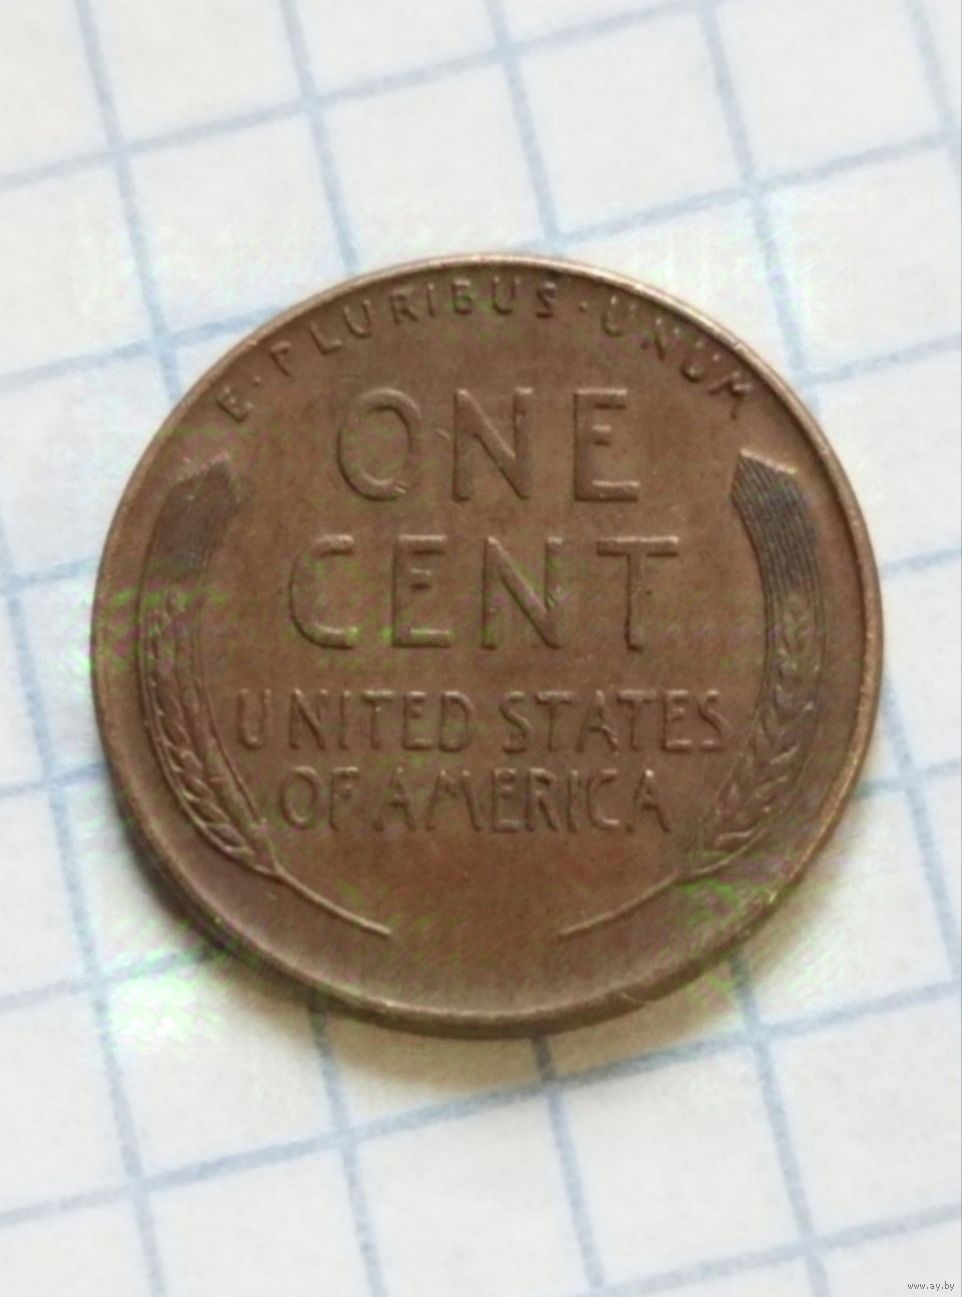 E·PLURIBUS·UNUM
ONE
CENT
UNITED STATES
OF AMERICA
www.ay.by